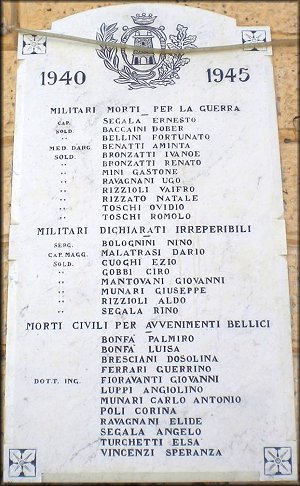 1940 1945
MILITARI MORTI PER LA GUERRA
CAP. SEGALA ERNESTO
SOLD. BACCAINI DOBER
" BELLINI FORTUNATO
MED. DARG. BENATTI AMINTA
SOLD. BRONZATTI IVANOE
" BRONZATTI RENATO
" MINI GASTONE
" RAVAGNANI UGO
" RIZZIOLI VAIFRO
" RIZZATO NATALE
" TOSCHI OVIDIO
" TOSCHI ROMOLO
MILITARI DICHIARATI IRREPERIBILI
SERG. BOLOGNINI NINO
CAP. MAGG. MALATRASI DARIO
SOLD. CUOGHI EZIO
" GOBBI CIRO
" MANTOVANI GIOVANNI
" MUNARI GIUSEPPE
" RIZZIOLI ALDO
" SEGALA RINO
MORTI CIVILI PER AVVENIMENTI BELLICI
BONFÁ PALMIRO
BONFÁ LUISA
BRESCIANI DOSOLINA
FERRARI GUERRINO
DOTT. ING. FIORAVANTI GIOVANNI
LUPPI ANGIOLINO
MUNARI CARLO ANTONIO
POLI CORINA
RAVAGNANI ELIDE
SEGALA ANGELO
TURCHETTI ELSA
VINCENZI SPERANZA